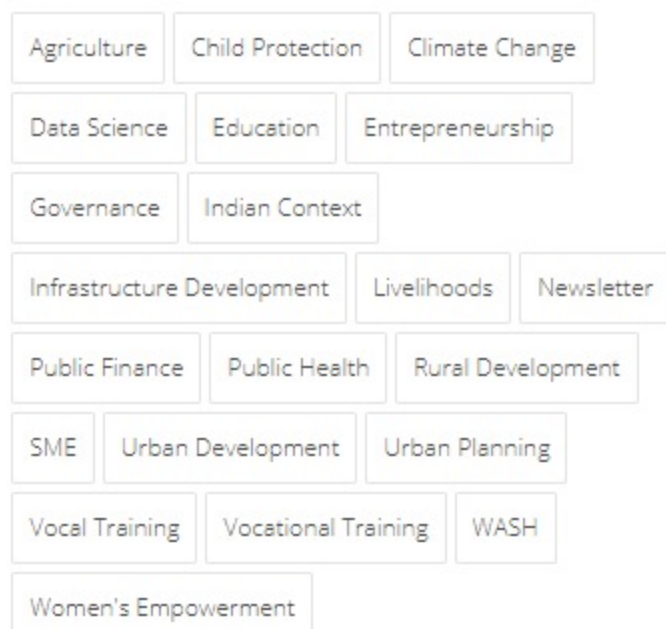 Agriculture Child Protection Climate Change
Data Science Education Entrepreneurship
Governance Indian Context
Infrastructure Development Livelihoods Newsletter
Public Finance Public Health Rural Development
SME Urban Development Urban Planning
Vocal Training Vocational Training WASH
Women's Empowerment